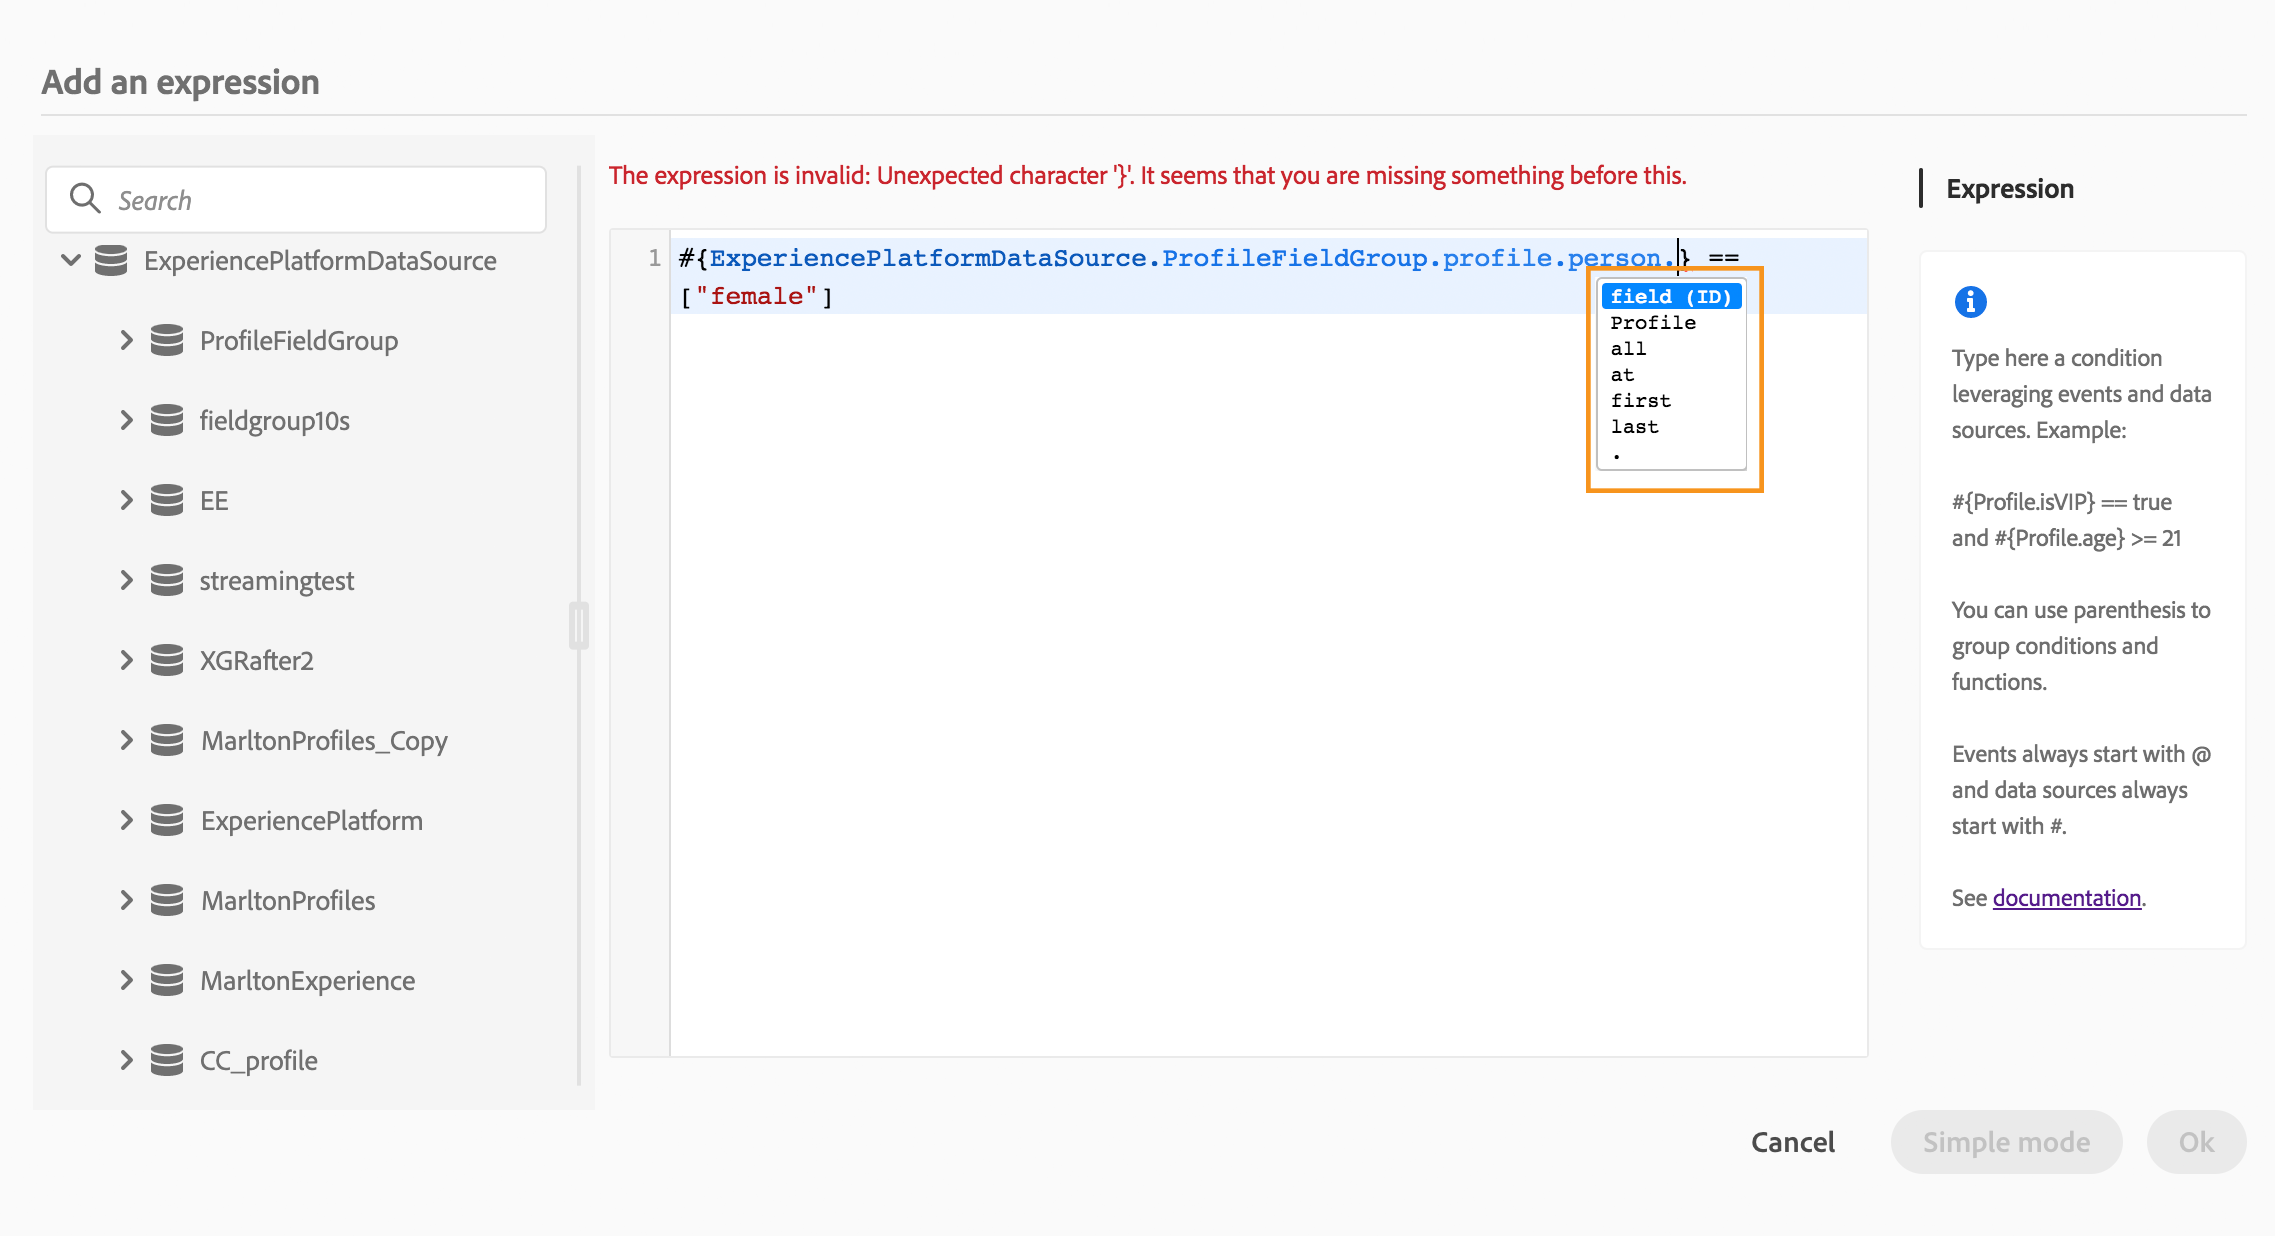 Add an expression
Search
ExperiencePlatformDataSource
ProfileFieldGroup
fieldgroup10s
EE
streamingtest
XGRafter2
MarltonProfiles_Copy
ExperiencePlatform
MarltonProfiles
MarltonExperience
CC_profile
The expression is invalid: Unexpected character '}'. It seems that you are missing something before this.
1 #{ExperiencePlatformDataSource.ProfileFieldGroup.profile.person.} ==
["female"]
field (ID)
Profile
all
at
first
last
.
Expression
Type here a condition
leveraging events and data
sources. Example:
#{Profile.isVIP} == true
and #{Profile.age} >= 21
You can use parenthesis to
group conditions and
functions.
Events always start with @
and data sources always
start with #.
See documentation.
Cancel
Simple mode
Ok